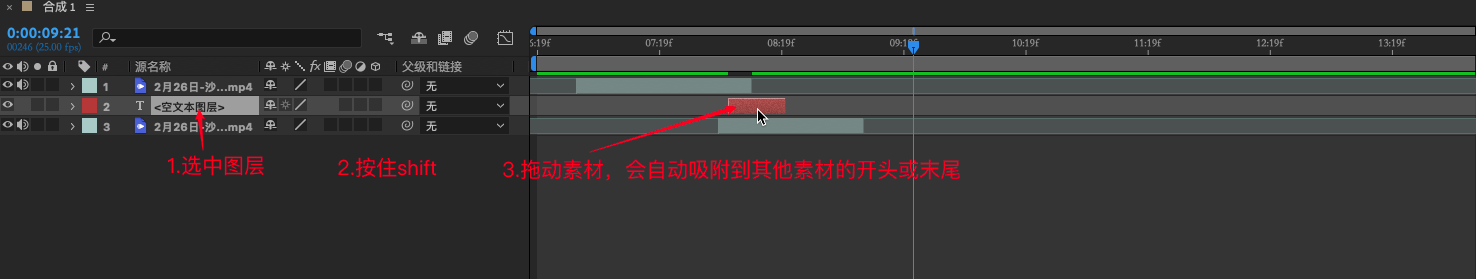 合成 1
0:00:09:21
00246 (25.00 fps)
5:19f 07:19f 08:19f 09:19f 10:19f 11:19f 12:19f 13:19f
# 源名称 fx 父级和链接
1 2月26日-沙...mp4 无
2 T <空文本图层> 无
3 2月26日-沙...mp4 无
1.选中图层 2.按住shift 3.拖动素材，会自动吸附到其他素材的开头或末尾